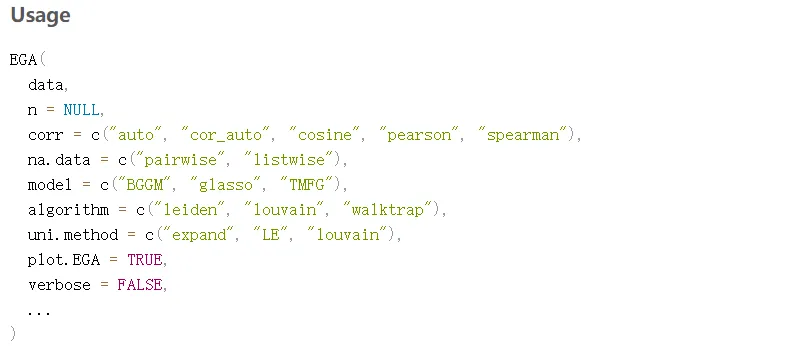 Usage
EGA(
  data,
  n = NULL,
  corr = c("auto", "cor_auto", "cosine", "pearson", "spearman"),
  na.data = c("pairwise", "listwise"),
  model = c("BGGM", "glasso", "TMFG"),
  algorithm = c("leiden", "louvain", "walktrap"),
  uni.method = c("expand", "LE", "louvain"),
  plot.EGA = TRUE,
  verbose = FALSE,
  ...
)